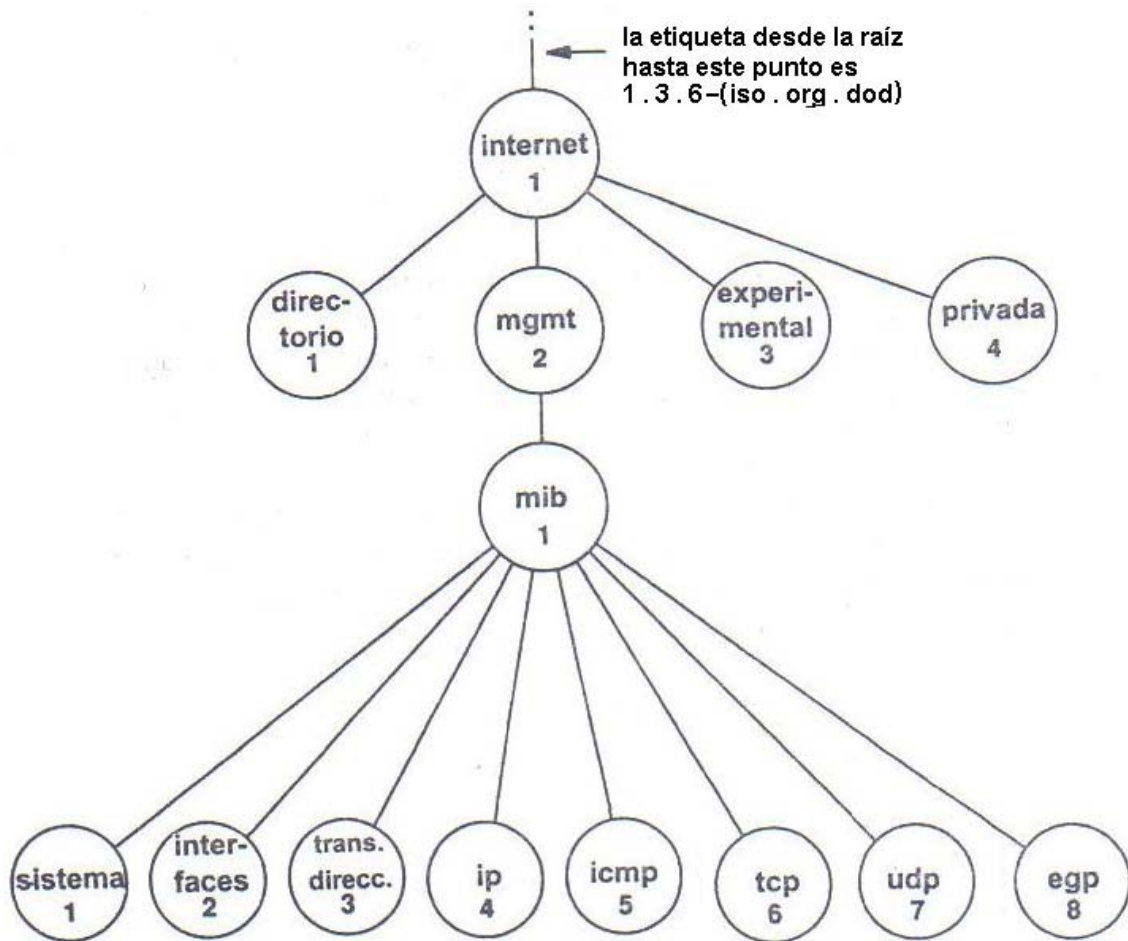 la etiqueta desde la raíz
hasta este punto es
1.3.6-(iso.org.dod)
internet
1
direc-
torio
1
mgmt
2
experi-
mental
3
privada
4
mib
1
sistema
1
inter-
faces
2
trans.
direcc.
3
ip
4
icmp
5
tcp
6
udp
7
egp
8